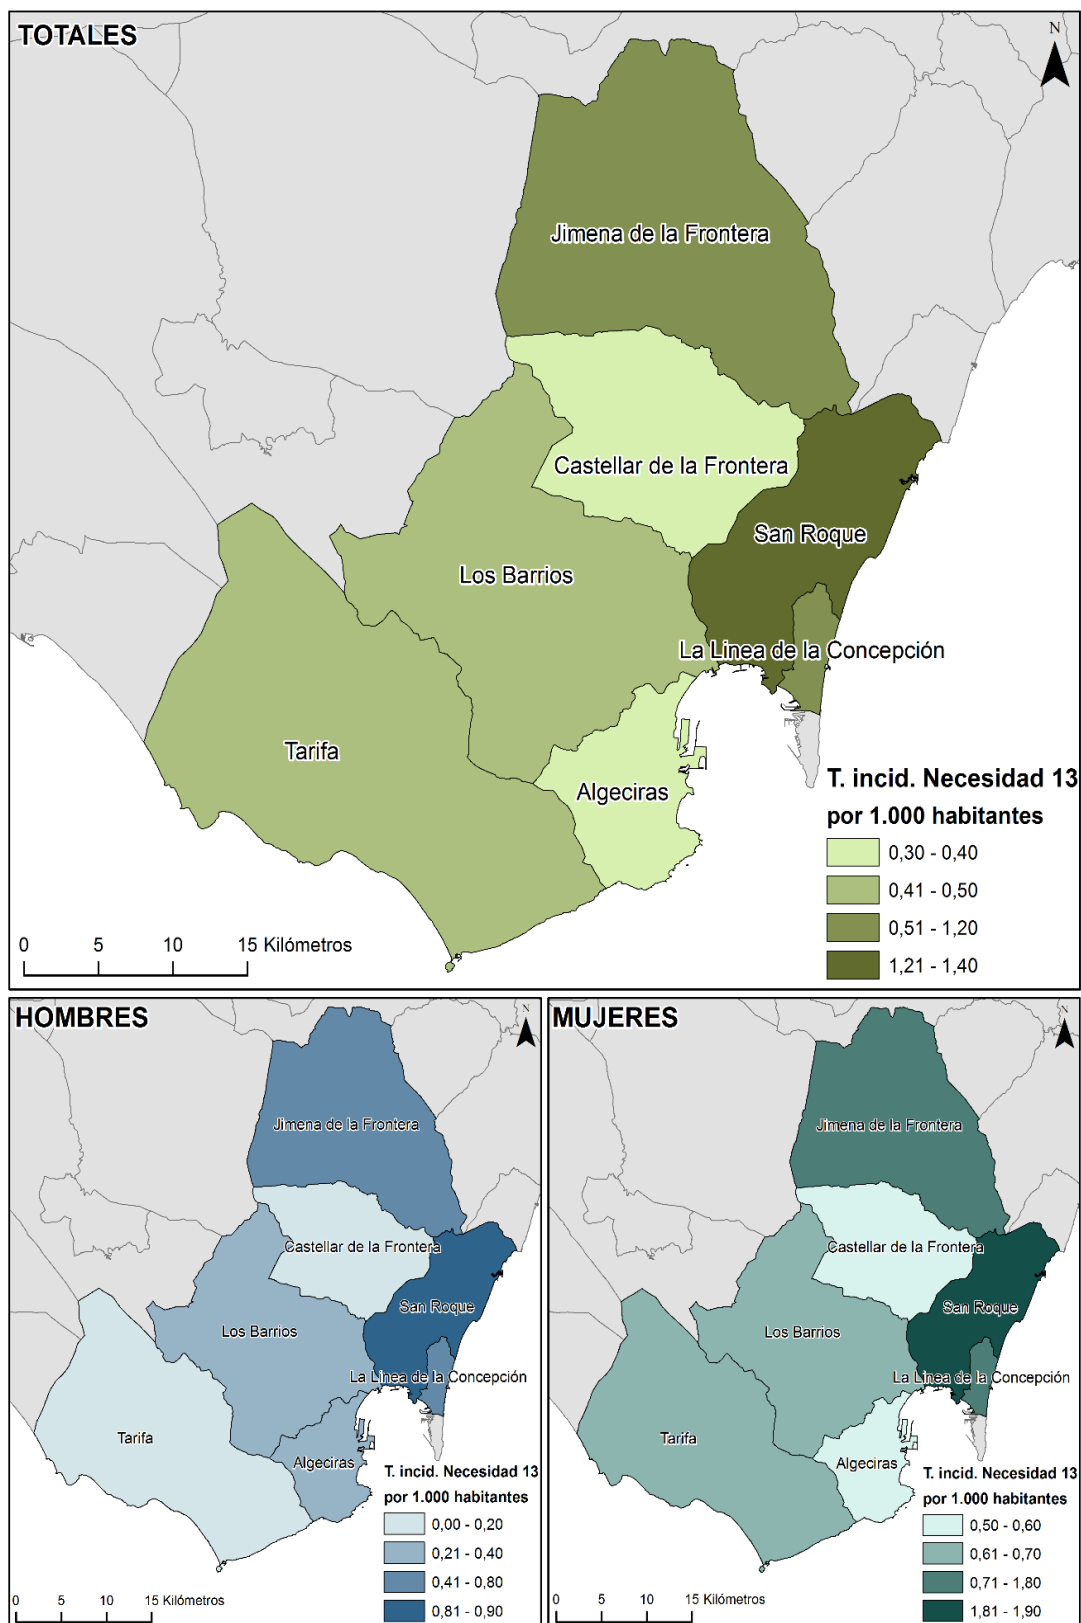 TOTALES
N
Jimena de la Frontera
Castellar de la Frontera
San Roque
Los Barrios
La Linea de la Concepción
Tarifa
Algeciras
T. incid. Necesidad 13
por 1.000 habitantes
0,30 - 0,40
0,41 - 0,50
0,51 - 1,20
1,21 - 1,40
0 5 10 15 Kilómetros
HOMBRES
N
Jimena de la Frontera
Castellar de la Frontera
San Roque
Los Barrios
La Linea de la Concepción
Tarifa
Algeciras
T. incid. Necesidad 13
por 1.000 habitantes
0,00 - 0,20
0,21 - 0,40
0,41 - 0,80
0,81 - 0,90
0 5 10 15 Kilómetros
MUJERES
N
Jimena de la Frontera
Castellar de la Frontera
San Roque
Los Barrios
La Linea de la Concepción
Tarifa
Algeciras
T. incid. Necesidad 13
por 1.000 habitantes
0,50 - 0,60
0,61 - 0,70
0,71 - 1,80
1,81 - 1,90
0 5 10 15 Kilómetros